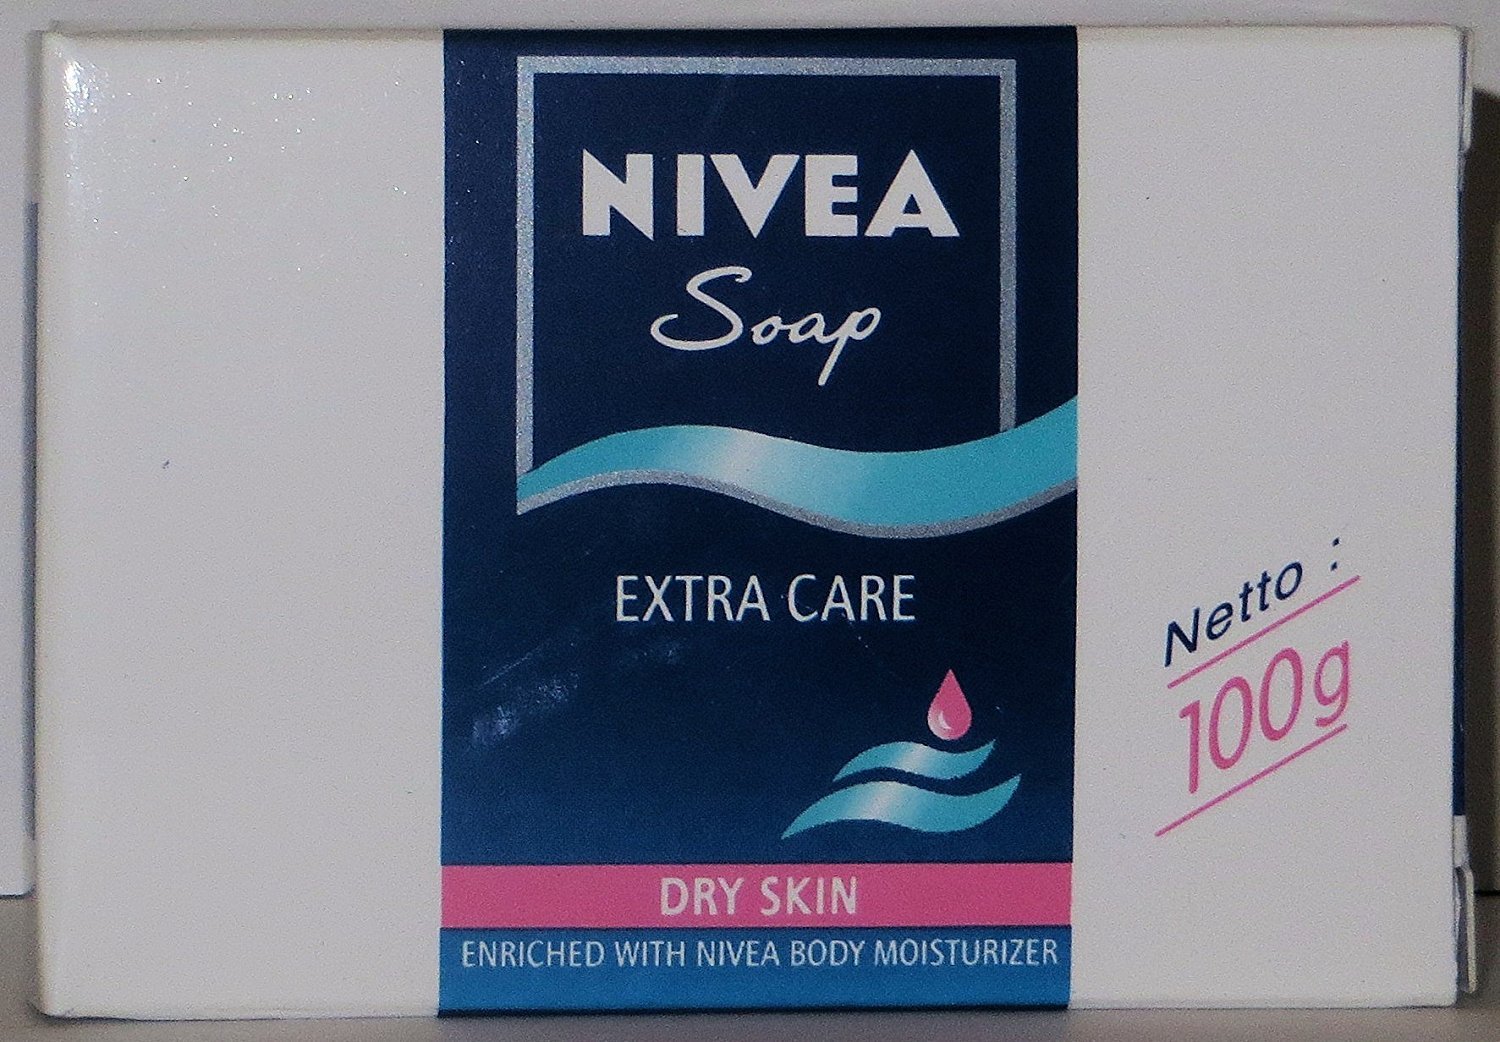 NIVEA
Soap
EXTRA CARE
Netto :
100g
DRY SKIN
ENRICHED WITH NIVEA BODY MOISTURIZER